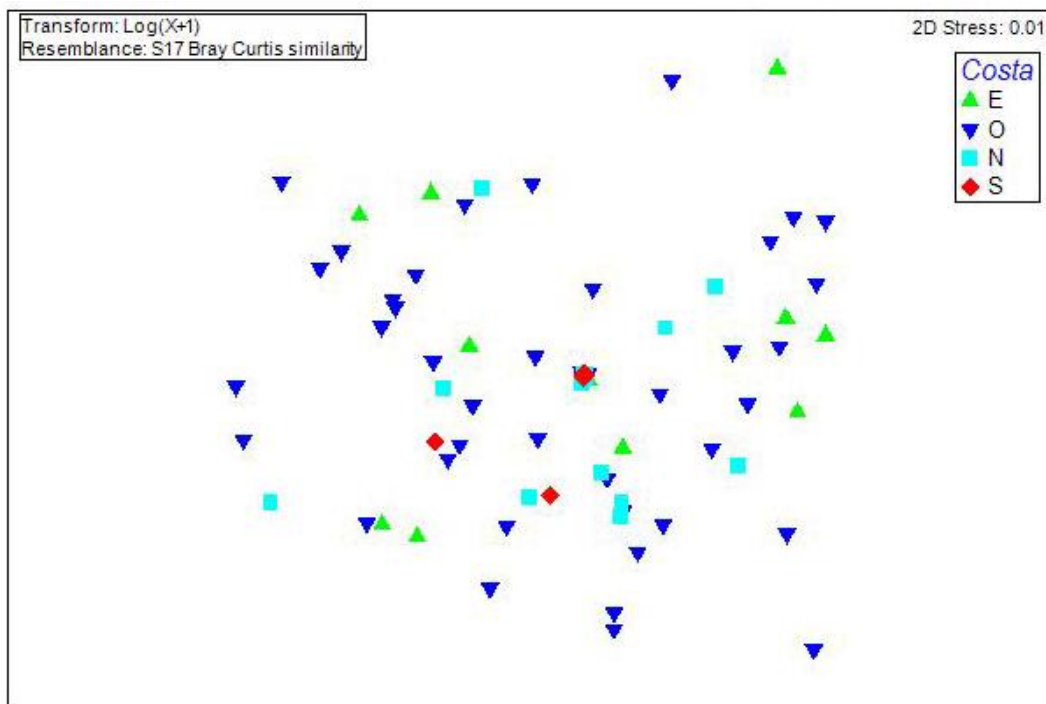 Transform: Log(X+1)
Resemblance: S17 Bray Curtis similarity
2D Stress: 0.01
Costa
E
O
N
S